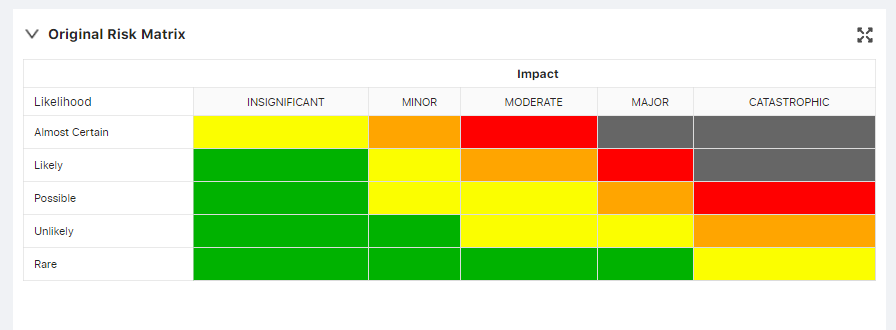 Original Risk Matrix
Impact
Likelihood INSIGNIFICANT MINOR MODERATE MAJOR CATASTROPHIC
Almost Certain
Likely
Possible
Unlikely
Rare